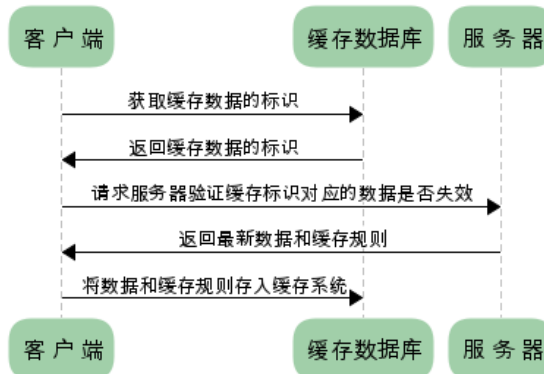 客 户 端
缓存数据库
服 务 器
获取缓存数据的标识
返回缓存数据的标识
请求服务器验证缓存标识对应的数据是否失效
返回最新数据和缓存规则
将数据和缓存规则存入缓存系统
客 户 端
缓存数据库
服 务 器